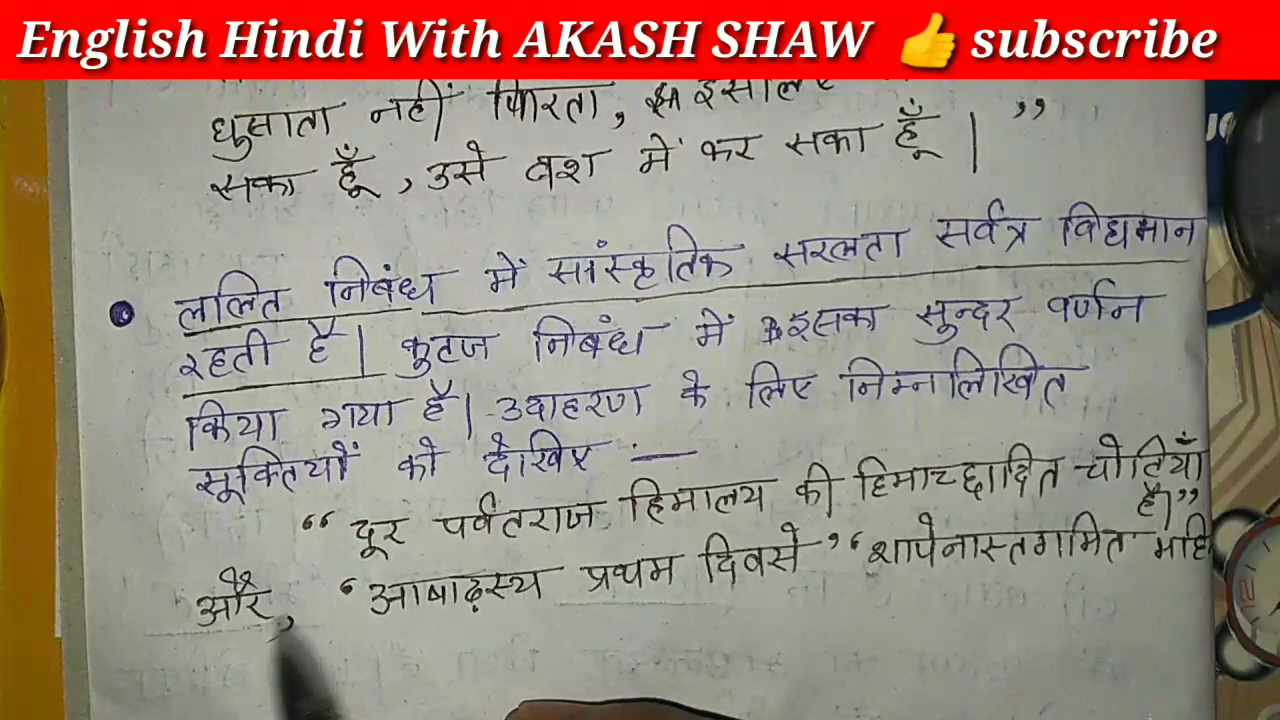 English Hindi With AKASH SHAW 👍 subscribe
घुसाता नहीं फिरता, इसलिए
सका हूँ, उसे वश में कर सका हूँ।”
• ललित निबंध में सांस्कृतिक सरलता सर्वत्र विद्यमान
रहती है। कुटज निबंध में इसका सुन्दर वर्णन
किया गया है। उदाहरण के लिए निम्नलिखित
सूक्तियों को देखिए :—
“दूर पर्वतराज हिमालय की हिमाच्छादित चोटियाँ
है।”
और, ‘आषाढ़स्य प्रथम दिवसे’ ‘शापेनास्तगमित महि